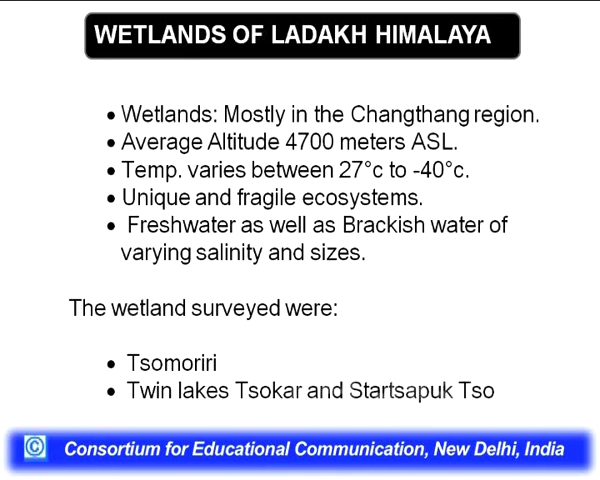 WETLANDS OF LADAKH HIMALAYA
• Wetlands: Mostly in the Changthang region.
• Average Altitude 4700 meters ASL.
• Temp. varies between 27°c to -40°c.
• Unique and fragile ecosystems.
• Freshwater as well as Brackish water of
varying salinity and sizes.
The wetland surveyed were:
• Tsomoriri
• Twin lakes Tsokar and Startsapuk Tso
© Consortium for Educational Communication, New Delhi, India